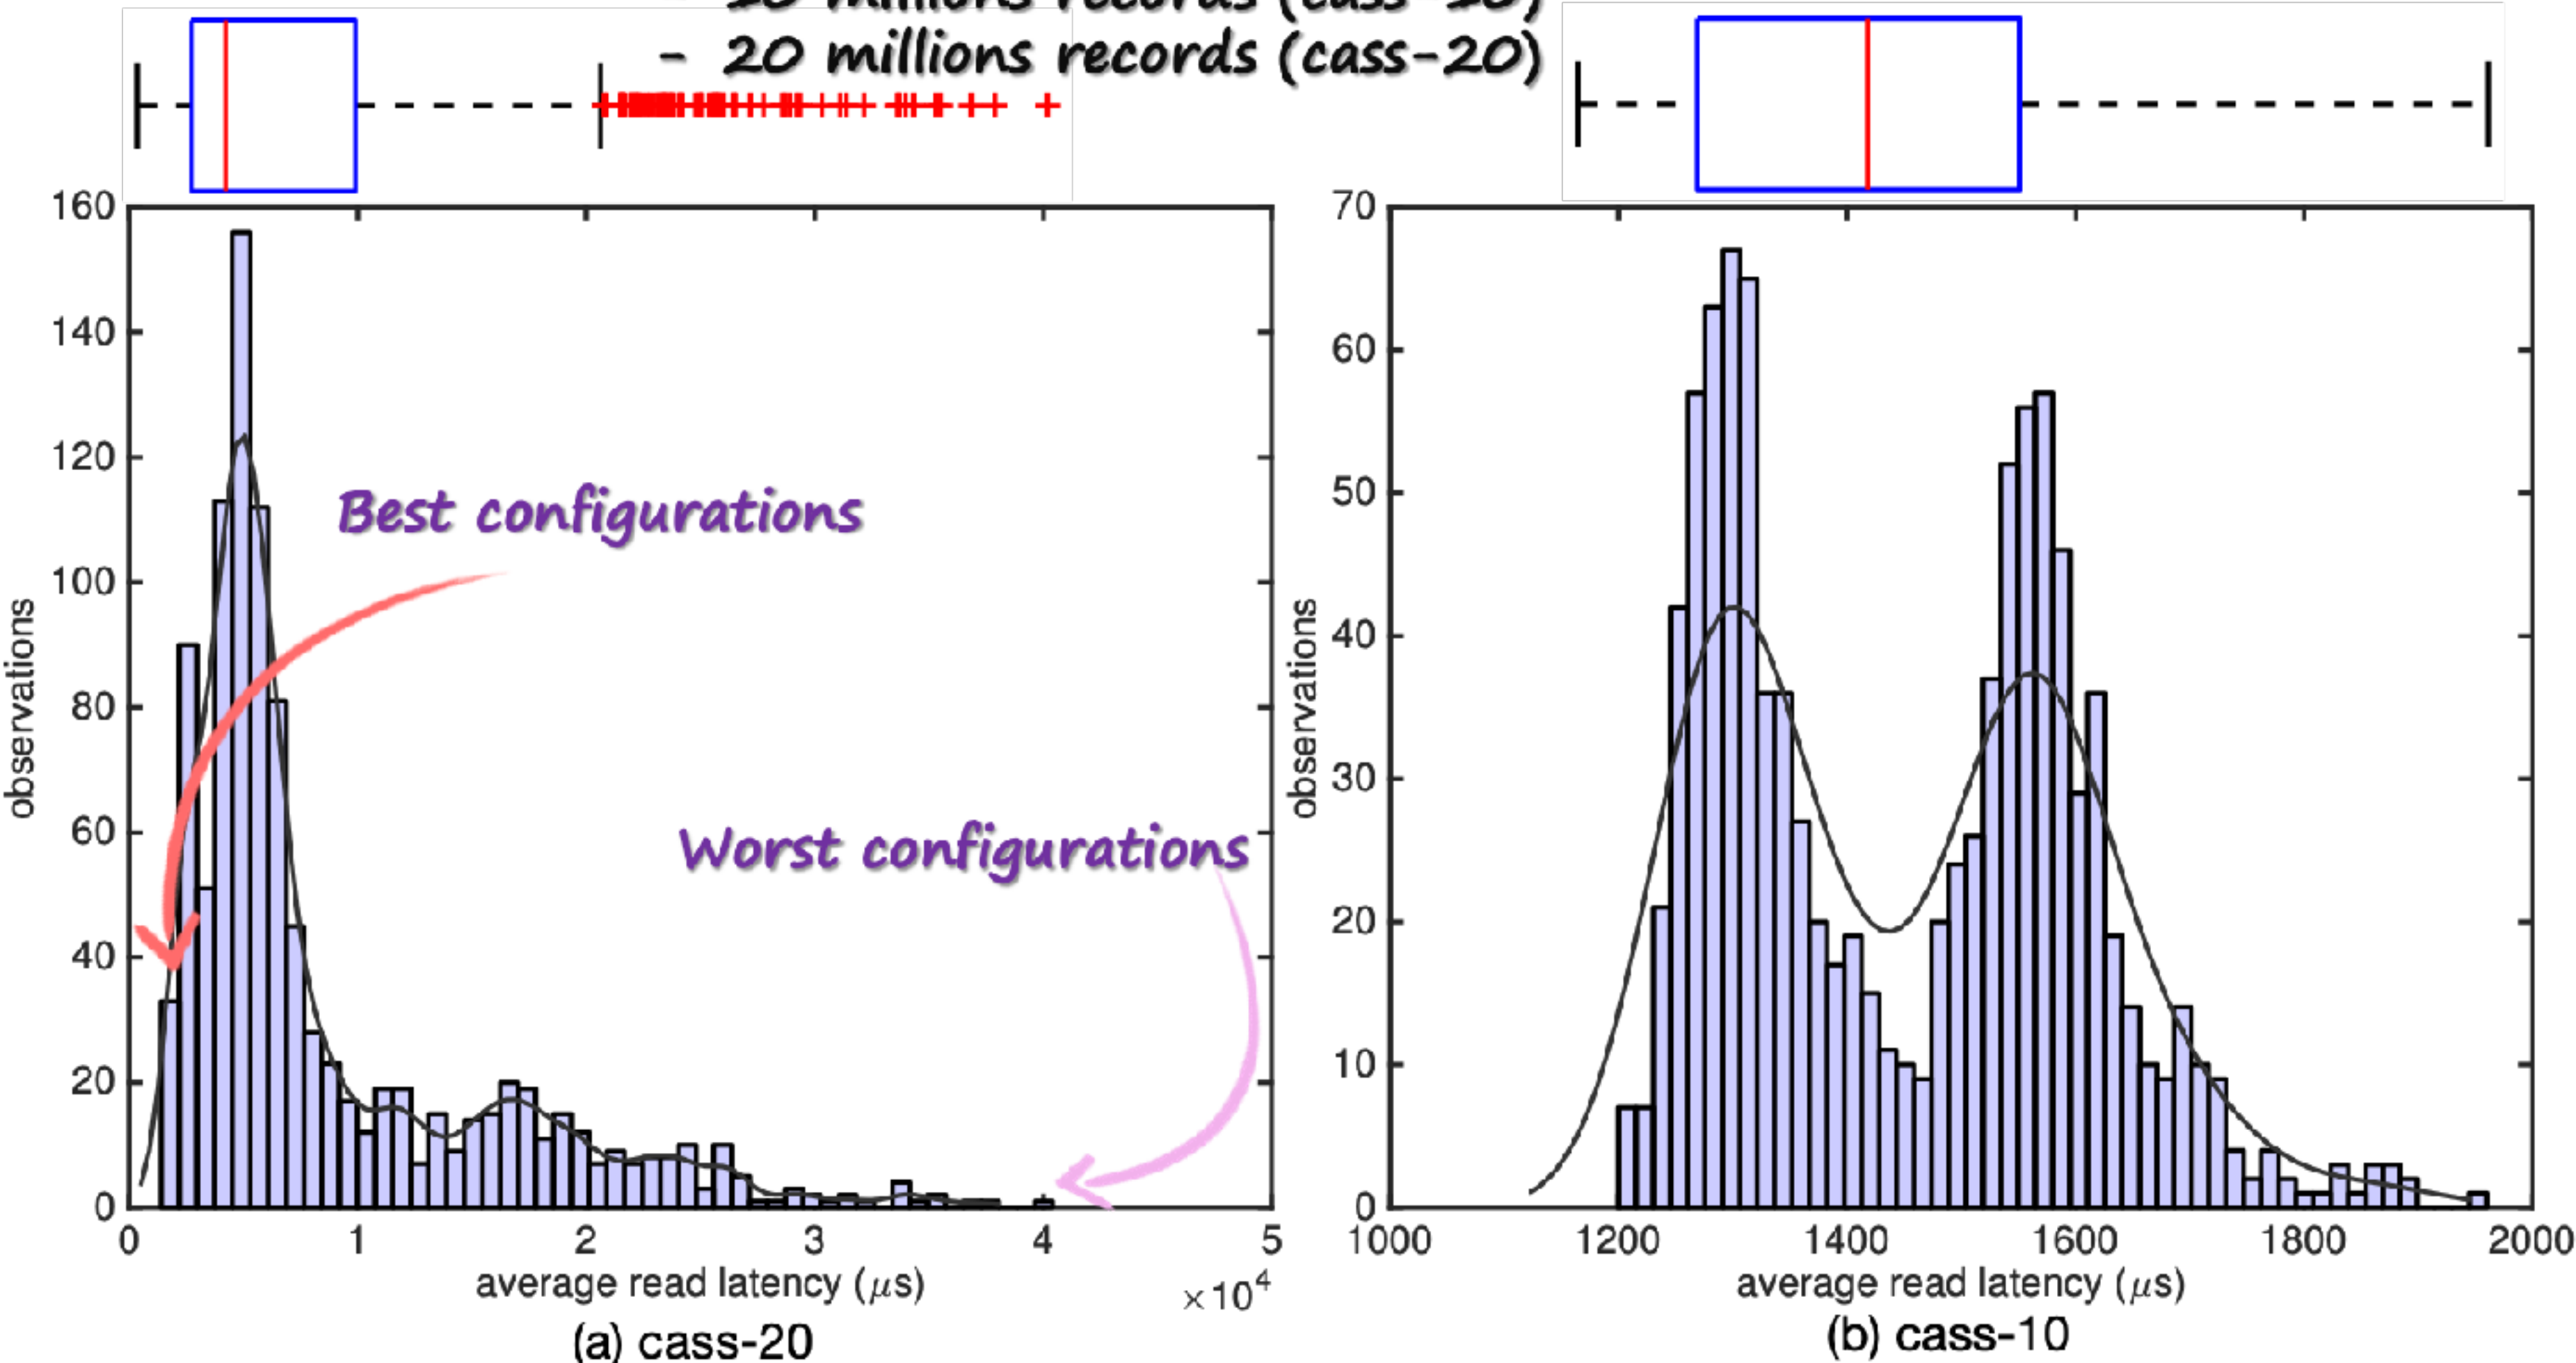 - 20 millions records (cass-20)
160
140
120
100
80
60
40
20
0
observations
Best configurations
Worst configurations
0 1 2 3 4 5
average read latency (μs)
×10⁴
(a) cass-20
70
60
50
40
30
20
10
0
observations
1000 1200 1400 1600 1800 2000
average read latency (μs)
(b) cass-10